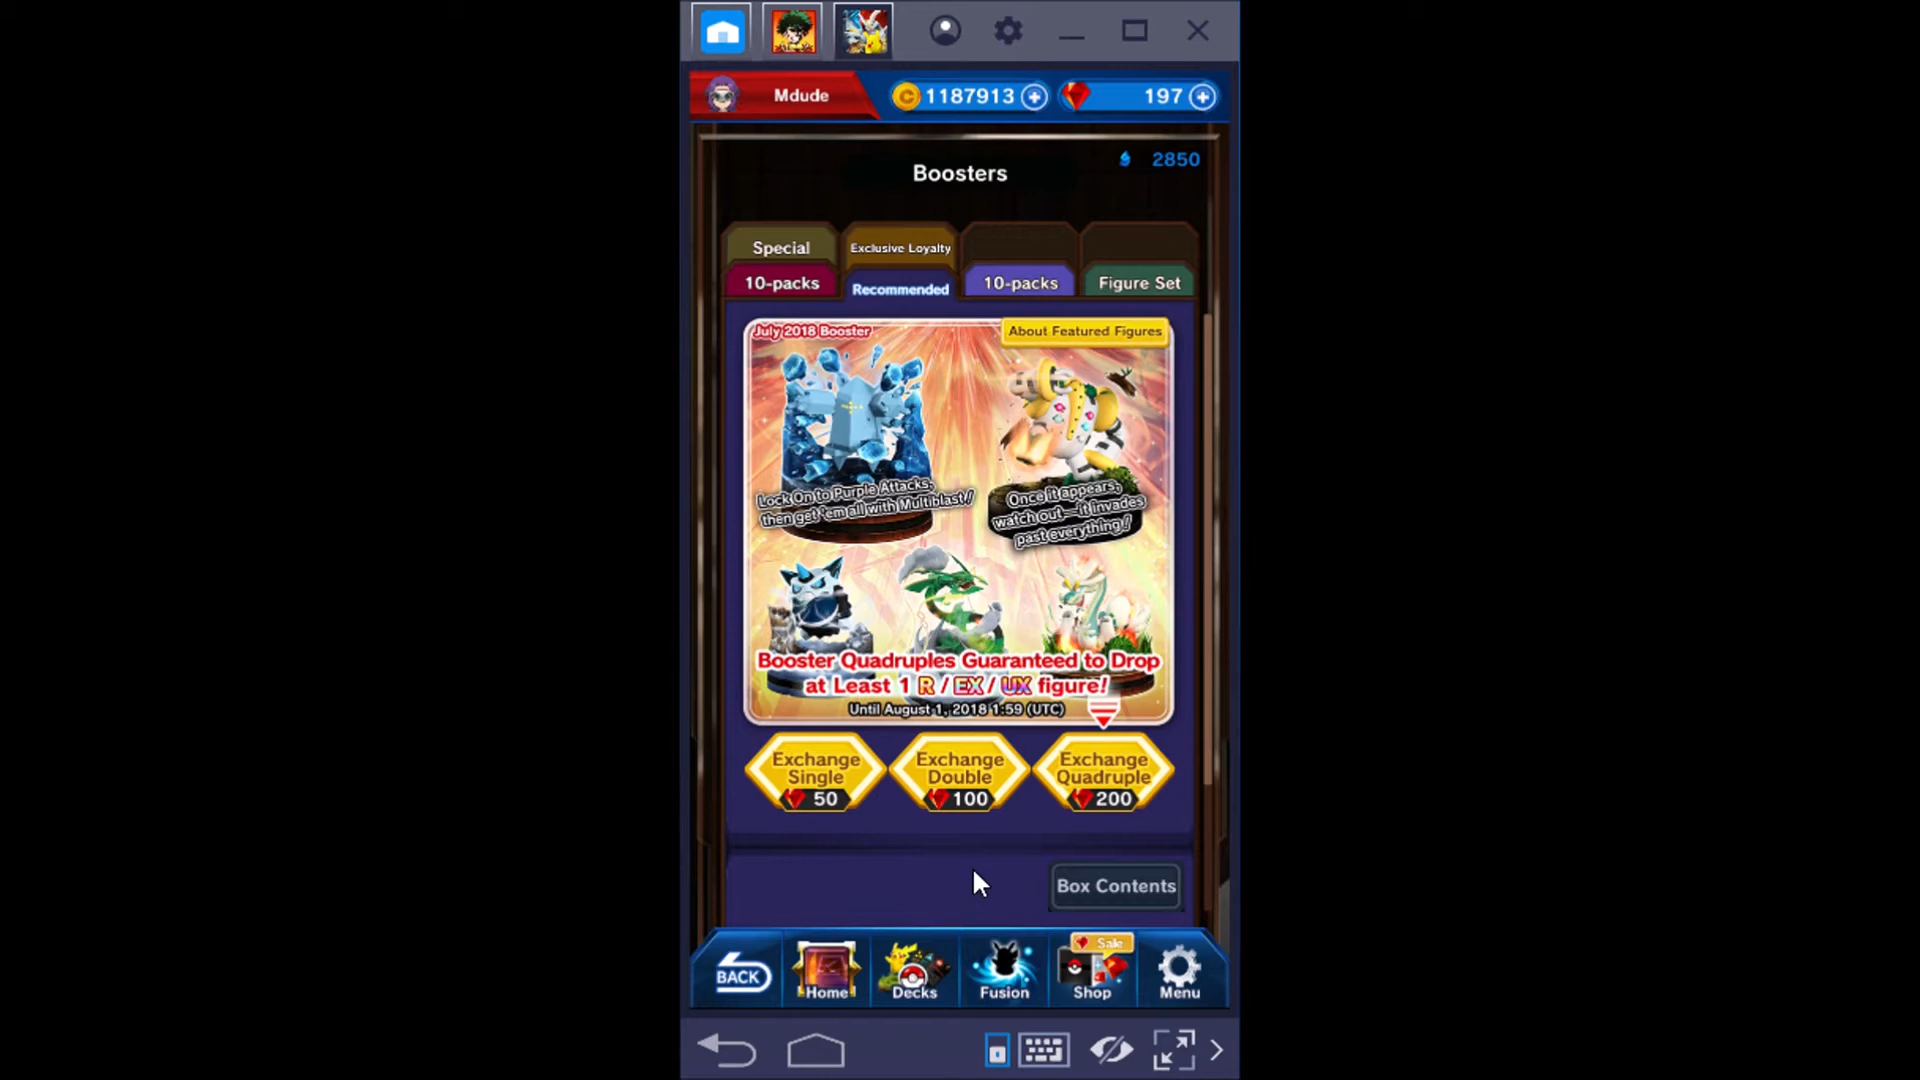 Mdude
1187913
197
2850
Boosters
Special
Exclusive Loyalty
10-packs
Recommended
10-packs
Figure Set
July 2018 Booster
About Featured Figures
Lock On to Purple Attacks,
then get 'em all with Multiblast!
Once it appears,
watch out—it invades
past everything!
Booster Quadruples Guaranteed to Drop
at Least 1 R / EX / UX figure!
Until August 1, 2018 1:59 (UTC)
Exchange
Single
50
Exchange
Double
100
Exchange
Quadruple
200
Box Contents
BACK
Home
Decks
Fusion
Sale
Shop
Menu